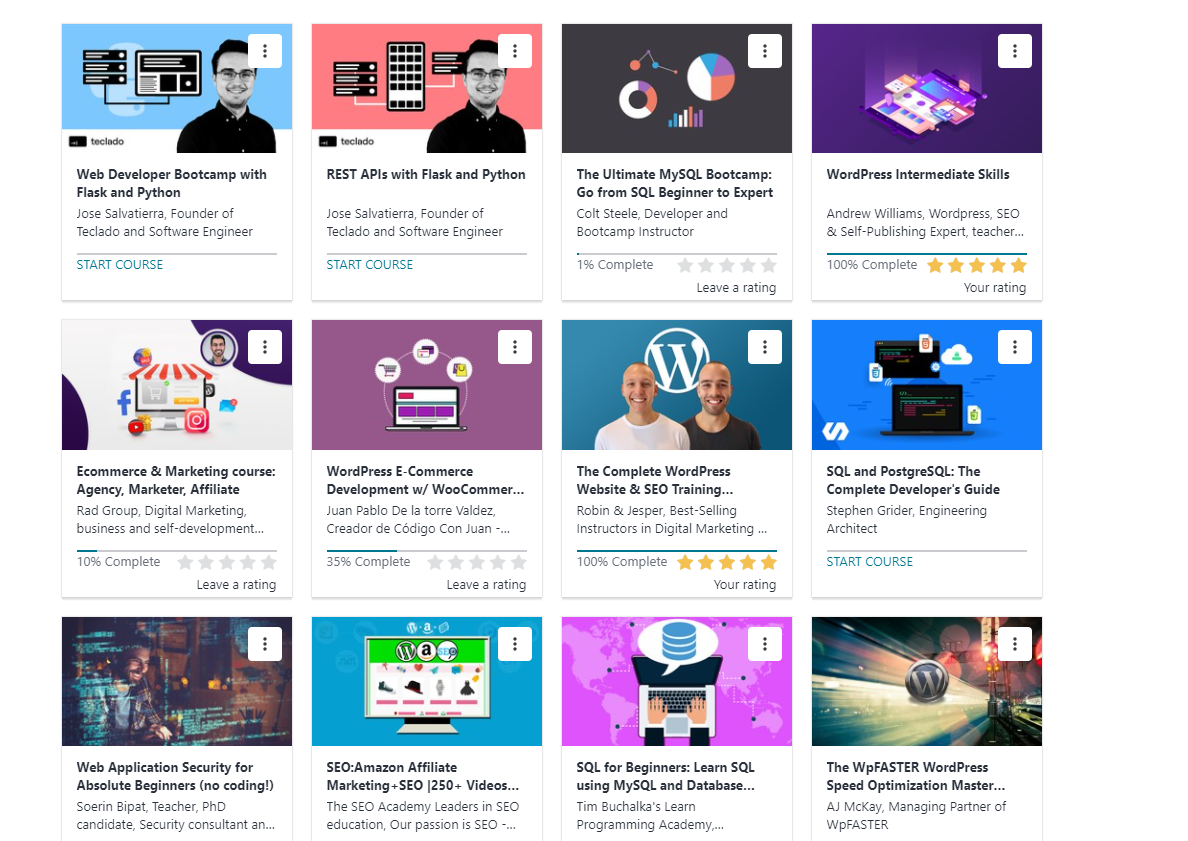 teclado
teclado
Web Developer Bootcamp with
Flask and Python
Jose Salvatierra, Founder of
Teclado and Software Engineer
START COURSE
REST APIs with Flask and Python
Jose Salvatierra, Founder of
Teclado and Software Engineer
START COURSE
The Ultimate MySQL Bootcamp:
Go from SQL Beginner to Expert
Colt Steele, Developer and
Bootcamp Instructor
1% Complete
Leave a rating
WordPress Intermediate Skills
Andrew Williams, Wordpress, SEO
& Self-Publishing Expert, teacher...
100% Complete
Your rating
Ecommerce & Marketing course:
Agency, Marketer, Affiliate
Rad Group, Digital Marketing,
business and self-development...
10% Complete
Leave a rating
WordPress E-Commerce
Development w/ WooCommer...
Juan Pablo De la torre Valdez,
Creador de Código Con Juan -...
35% Complete
Leave a rating
The Complete WordPress
Website & SEO Training...
Robin & Jesper, Best-Selling
Instructors in Digital Marketing ...
100% Complete
Your rating
SQL and PostgreSQL: The
Complete Developer's Guide
Stephen Grider, Engineering
Architect
START COURSE
Web Application Security for
Absolute Beginners (no coding!)
Soerin Bipat, Teacher, PhD
candidate, Security consultant an...
a
SEO
SEO:Amazon Affiliate
Marketing+SEO |250+ Videos...
The SEO Academy Leaders in SEO
education, Our passion is SEO -...
SQL for Beginners: Learn SQL
using MySQL and Database...
Tim Buchalka's Learn
Programming Academy,...
The WpFASTER WordPress
Speed Optimization Master...
AJ McKay, Managing Partner of
WpFASTER